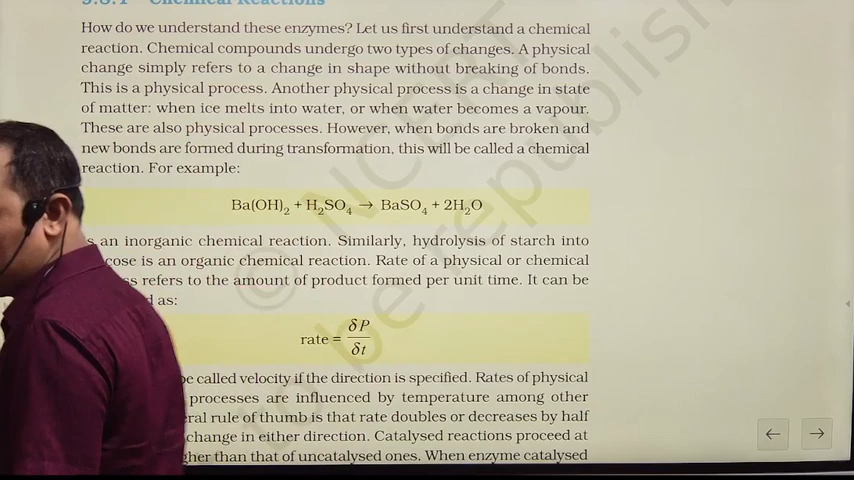 Chemical Reactions
How do we understand these enzymes? Let us first understand a chemical
reaction. Chemical compounds undergo two types of changes. A physical
change simply refers to a change in shape without breaking of bonds.
This is a physical process. Another physical process is a change in state
of matter: when ice melts into water, or when water becomes a vapour.
These are also physical processes. However, when bonds are broken and
new bonds are formed during transformation, this will be called a chemical
reaction. For example:
Ba(OH)₂ + H₂SO₄ → BaSO₄ + 2H₂O
an inorganic chemical reaction. Similarly, hydrolysis of starch into
is an organic chemical reaction. Rate of a physical or chemical
refers to the amount of product formed per unit time. It can be
as:
rate = δP / δt
be called velocity if the direction is specified. Rates of physical
processes are influenced by temperature among other
rule of thumb is that rate doubles or decreases by half
change in either direction. Catalysed reactions proceed at
than that of uncatalysed ones. When enzyme catalysed
© NCERT
to be republish
← →